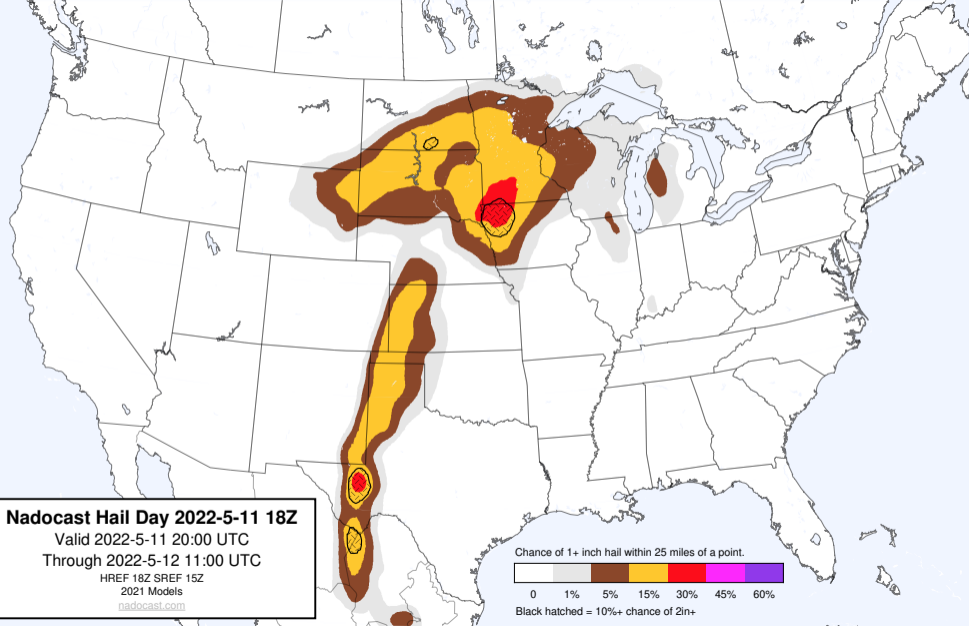 Nadocast Hail Day 2022-5-11 18Z
Valid 2022-5-11 20:00 UTC
Through 2022-5-12 11:00 UTC
HREF 18Z SREF 15Z
2021 Models
nadocast.com
Chance of 1+ inch hail within 25 miles of a point.
0 1% 5% 15% 30% 45% 60%
Black hatched = 10%+ chance of 2in+